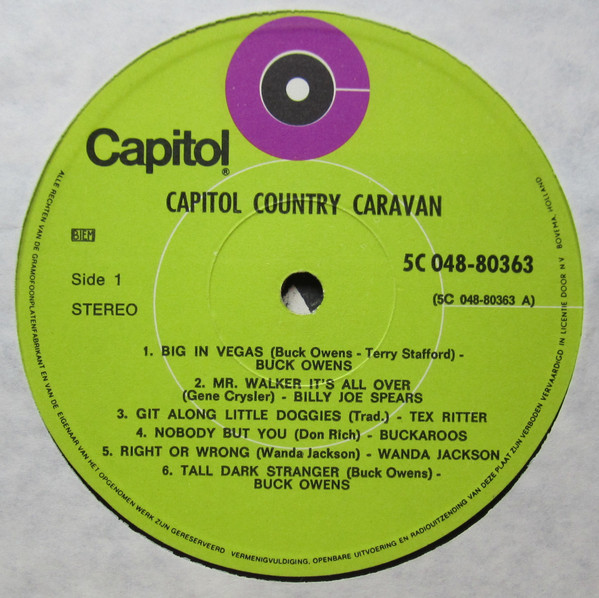 Capitol®
CAPITOL COUNTRY CARAVAN
BIEM
5C 048-80363
Side 1
(5C 048-80363 A)
STEREO
1. BIG IN VEGAS (Buck Owens - Terry Stafford) -
BUCK OWENS
2. MR. WALKER IT'S ALL OVER
(Gene Crysler) - BILLY JOE SPEARS
3. GIT ALONG LITTLE DOGGIES (Trad.) - TEX RITTER
4. NOBODY BUT YOU (Don Rich) - BUCKAROOS
5. RIGHT OR WRONG (Wanda Jackson) - WANDA JACKSON
6. TALL DARK STRANGER (Buck Owens) -
BUCK OWENS
ALLE RECHTEN VAN DE GRAMOFOONPLATENFABRIKANT EN VAN DE EIGENAAR VAN HET OPGENOMEN WERK ZIJN GERESERVEERD VERMENIGVULDIGING, OPENBARE UITVOERING EN RADIOUITZENDING VAN DEZE PLAAT ZIJN VERBODEN VERVAARDIGD IN LICENTIE DOOR N V BOVEMA, HOLLAND